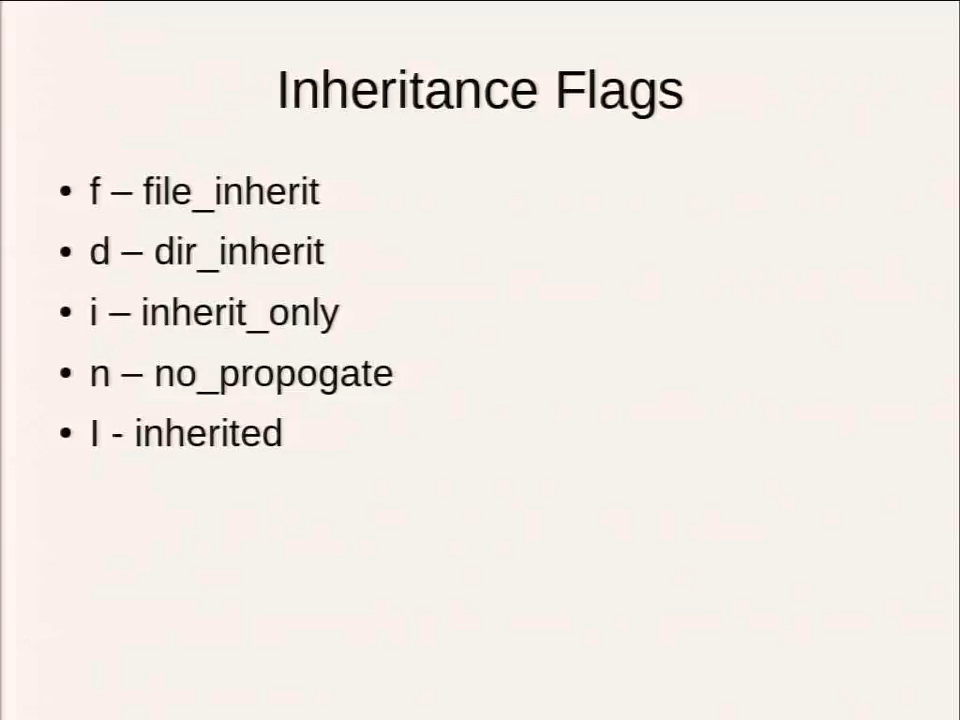 Inheritance Flags
• f – file_inherit
• d – dir_inherit
• i – inherit_only
• n – no_propogate
• I - inherited